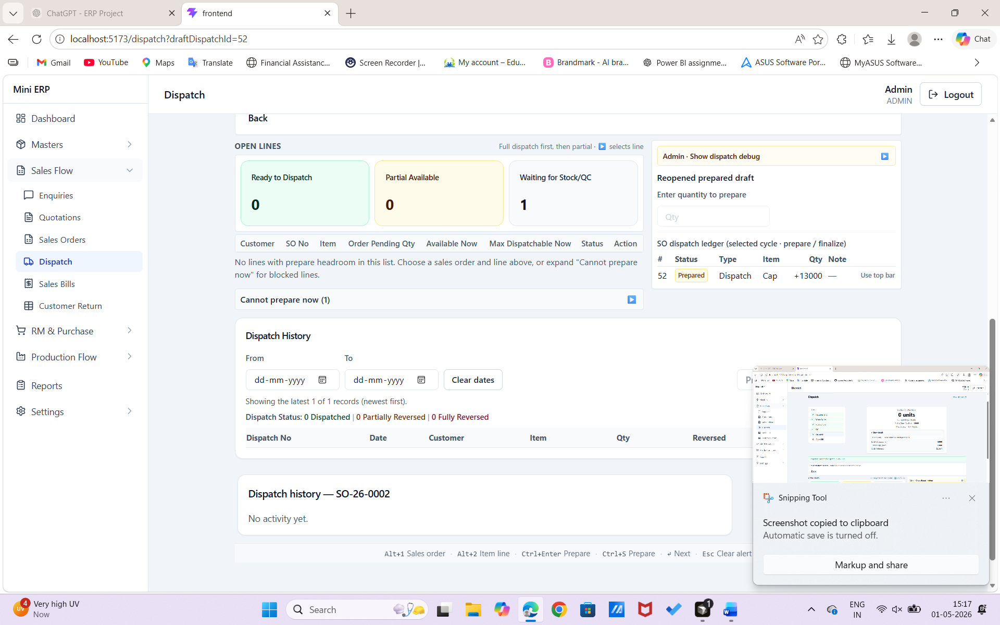 ChatGPT - ERP Project
frontend
localhost:5173/dispatch?draftDispatchId=52
Chat
Gmail
YouTube
Maps
Translate
Financial Assistanc...
Screen Recorder |...
My account – Edu...
Brandmark - AI bra...
Power BI assignme...
ASUS Software Por...
MyASUS Software...
Mini ERP
Dispatch
Admin
ADMIN
Logout
Dashboard
Masters
Sales Flow
Enquiries
Quotations
Sales Orders
Dispatch
Sales Bills
Customer Return
RM & Purchase
Production Flow
Reports
Settings
Back
OPEN LINES
Full dispatch first, then partial · ▶ selects line
Ready to Dispatch
0
Partial Available
0
Waiting for Stock/QC
1
Customer SO No Item Order Pending Qty Available Now Max Dispatchable Now Status Action
No lines with prepare headroom in this list. Choose a sales order and line above, or expand "Cannot prepare
now" for blocked lines.
Cannot prepare now (1)
Admin · Show dispatch debug
Reopened prepared draft
Enter quantity to prepare
Qty
SO dispatch ledger (selected cycle · prepare / finalize)
# Status Type Item Qty Note
52 Prepared Dispatch Cap +13000 — Use top bar
Dispatch History
From To
dd-mm-yyyy dd-mm-yyyy Clear dates
Showing the latest 1 of 1 records (newest first).
Dispatch Status: 0 Dispatched | 0 Partially Reversed | 0 Fully Reversed
Dispatch No Date Customer Item Qty Reversed
Dispatch history — SO-26-0002
No activity yet.
Alt+1 Sales order · Alt+2 Item line · Ctrl+Enter Prepare · Ctrl+S Prepare · ↵ Next · Esc Clear alert
Dispatch
0 units
Snipping Tool
Screenshot copied to clipboard
Automatic save is turned off.
Markup and share
4
UV
Very high UV
Now
Search
1
ENG
IN
15:17
01-05-2026